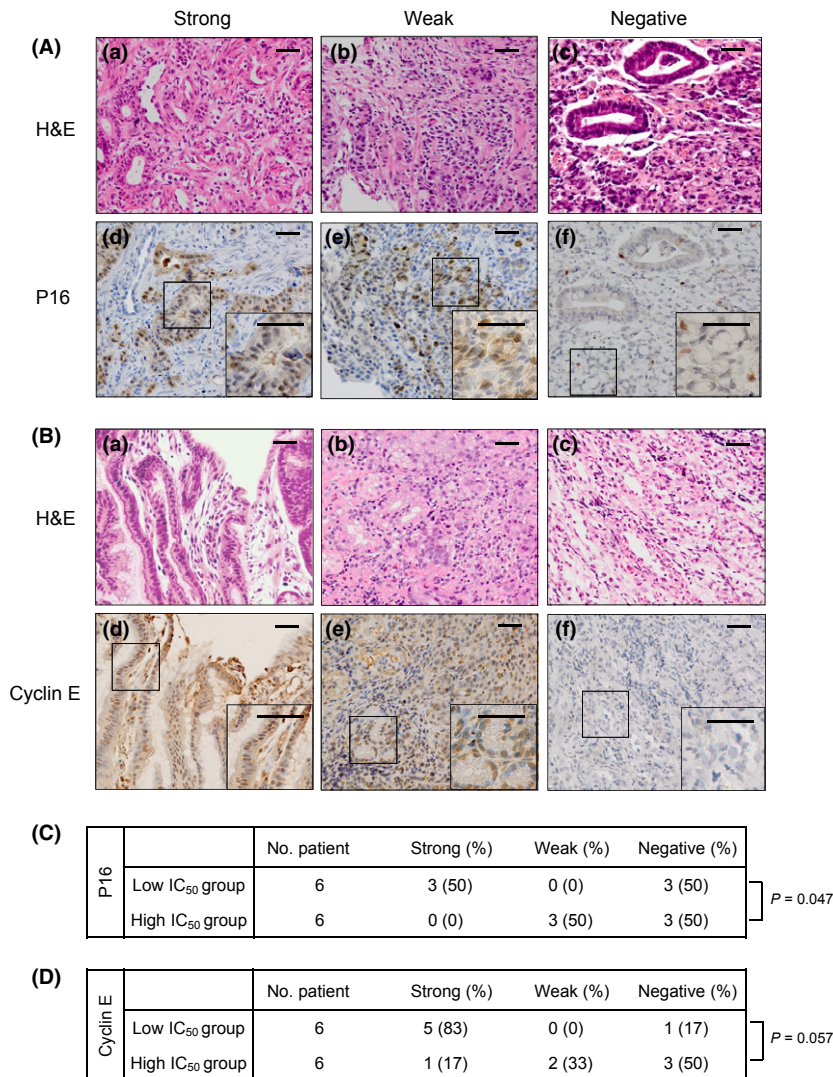 Strong Weak Negative
(A) (a) (b) (c)
H&E
(d) (e) (f)
P16
(B) (a) (b) (c)
H&E
(d) (e) (f)
Cyclin E
(C)
P16
No. patient Strong (%) Weak (%) Negative (%)
Low IC50 group 6 3 (50) 0 (0) 3 (50)
P = 0.047
High IC50 group 6 0 (0) 3 (50) 3 (50)
(D)
Cyclin E
No. patient Strong (%) Weak (%) Negative (%)
Low IC50 group 6 5 (83) 0 (0) 1 (17)
P = 0.057
High IC50 group 6 1 (17) 2 (33) 3 (50)